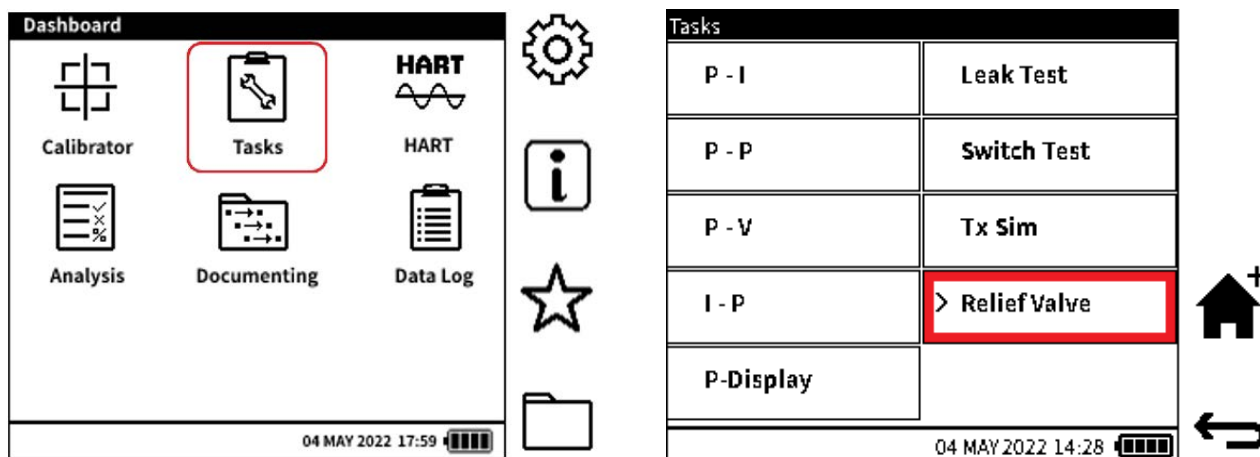 Dashboard
HART
Calibrator Tasks HART
Analysis Documenting Data Log
04 MAY 2022 17:59
Tasks
P - I Leak Test
P - P Switch Test
P - V Tx Sim
I - P > Relief Valve
P-Display
04 MAY 2022 14:28